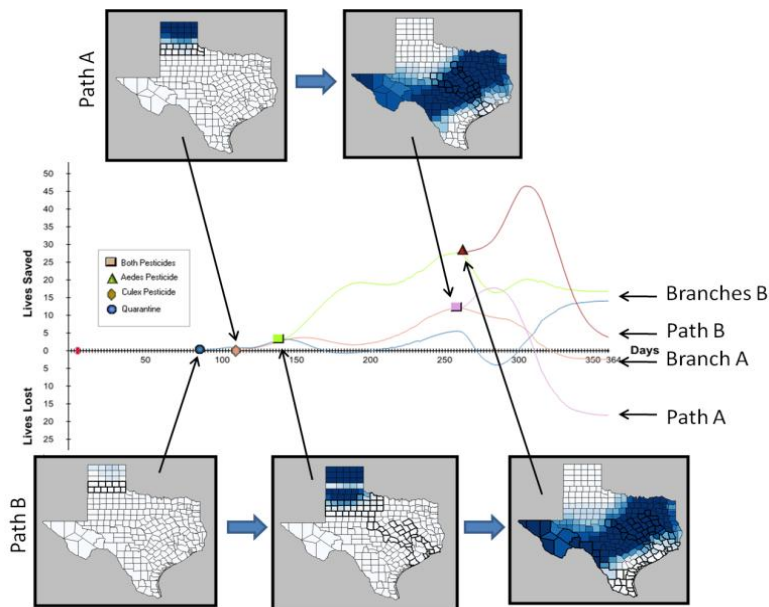 Path A
50
45
40
35
30
25
20
15
10
5
0
5
10
15
20
25
Lives Saved
Lives Lost
Both Pesticides
Aedes Pesticide
Culex Pesticide
Quarantine
50
100
150
200
250
300
350
364
Days
Branches B
Path B
Branch A
Path A
Path B